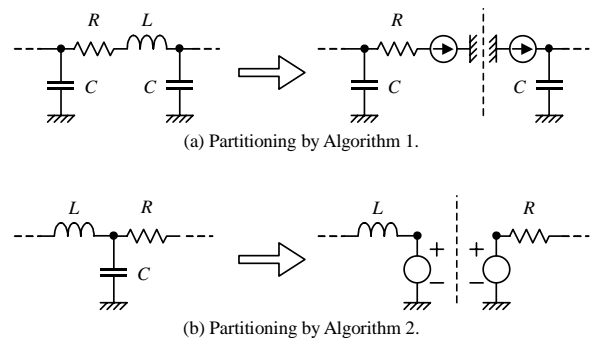 R L R
C C C C
(a) Partitioning by Algorithm 1.
L R L R
C + − + −
(b) Partitioning by Algorithm 2.